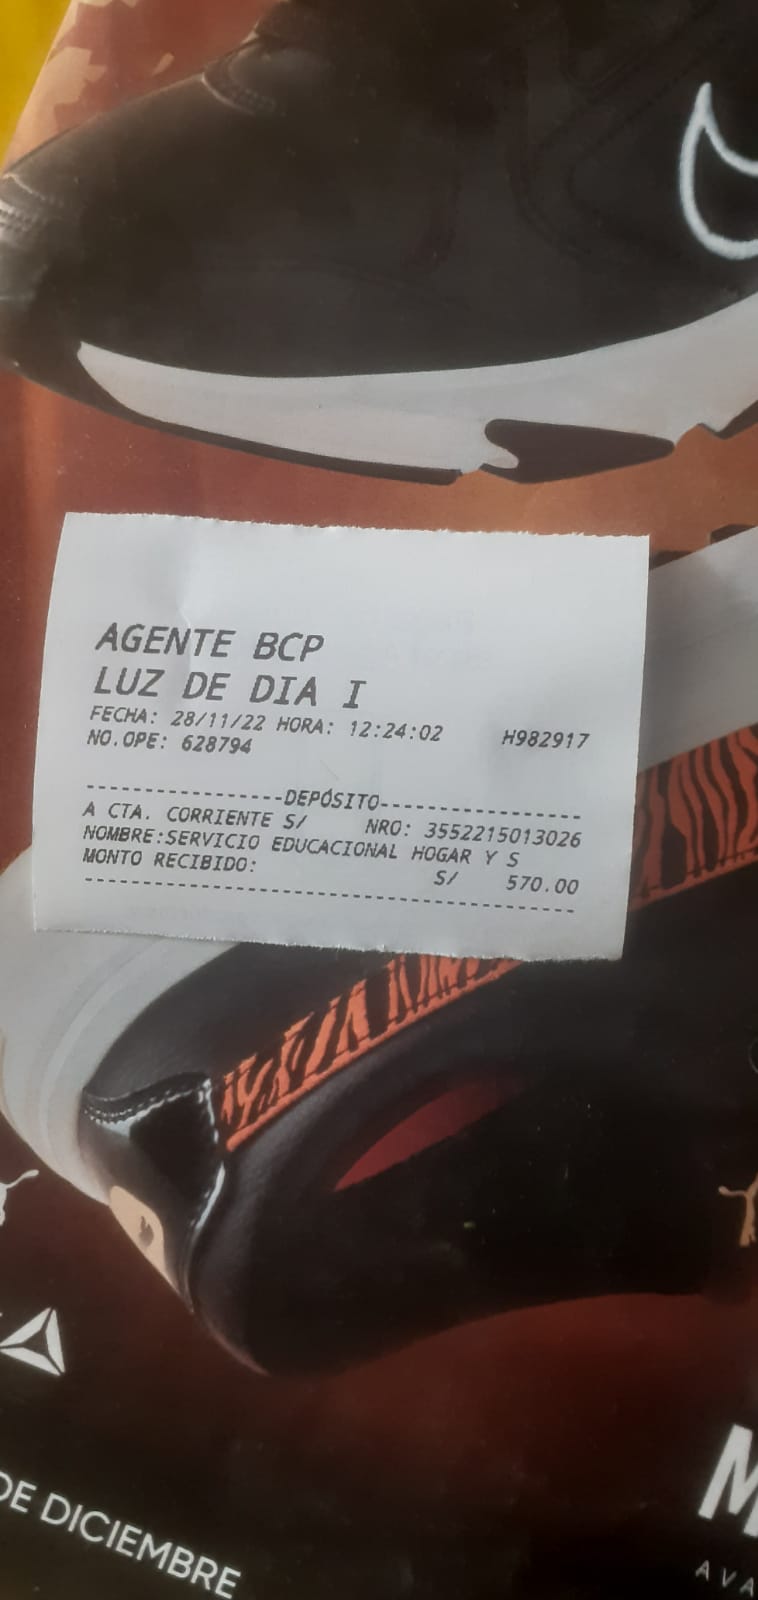 AGENTE BCP
LUZ DE DIA I
FECHA: 28/11/22 HORA: 12:24:02 H982917
NO.OPE: 628794
-----------------DEPÓSITO-----------------
A CTA. CORRIENTE S/ NRO: 3552215013026
NOMBRE:SERVICIO EDUCACIONAL HOGAR Y S
MONTO RECIBIDO: S/ 570.00
------------------------------------------
DE DICIEMBRE